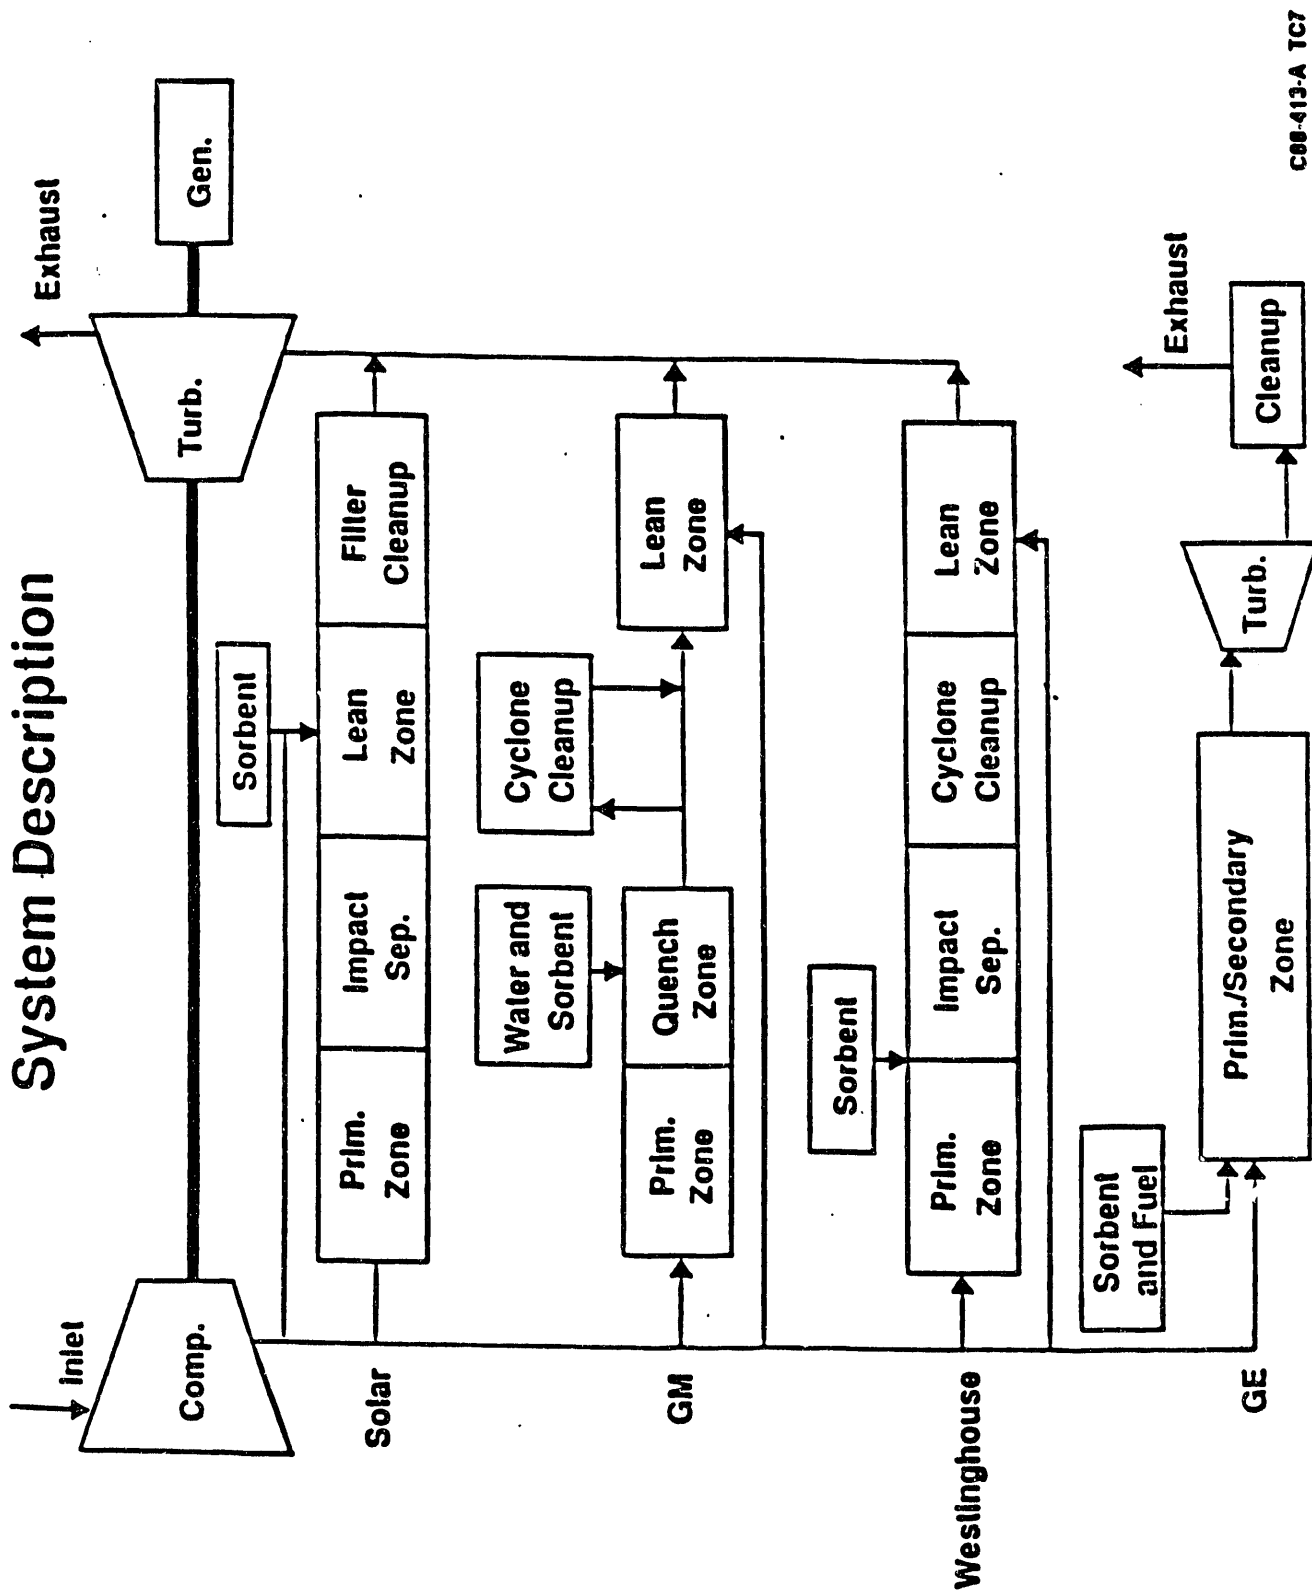 System Description
Inlet
Exhaust
Comp.
Turb.
Gen.
Sorbent
Solar
Prim.
Zone
Impact
Sep.
Lean
Zone
Filter
Cleanup
Water and
Sorbent
Cyclone
Cleanup
GM
Prim.
Zone
Quench
Zone
Lean
Zone
Sorbent
Westinghouse
Prim.
Zone
Impact
Sep.
Cyclone
Cleanup
Lean
Zone
Sorbent
and Fuel
Exhaust
GE
Prim./Secondary
Zone
Turb.
Cleanup
TC7